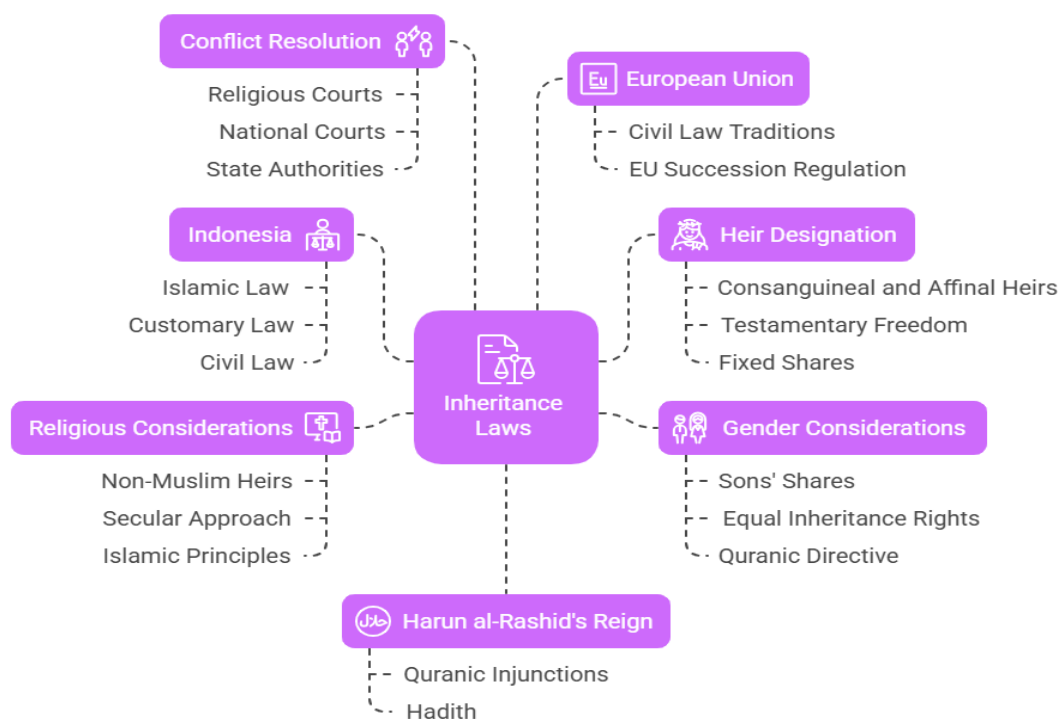 Conflict Resolution
Religious Courts
National Courts
State Authorities
Eu European Union
Civil Law Traditions
EU Succession Regulation
Indonesia
Islamic Law
Customary Law
Civil Law
Heir Designation
Consanguineal and Affinal Heirs
Testamentary Freedom
Fixed Shares
Inheritance
Laws
Religious Considerations
Non-Muslim Heirs
Secular Approach
Islamic Principles
Gender Considerations
Sons' Shares
Equal Inheritance Rights
Quranic Directive
حلال Harun al-Rashid's Reign
Quranic Injunctions
Hadith